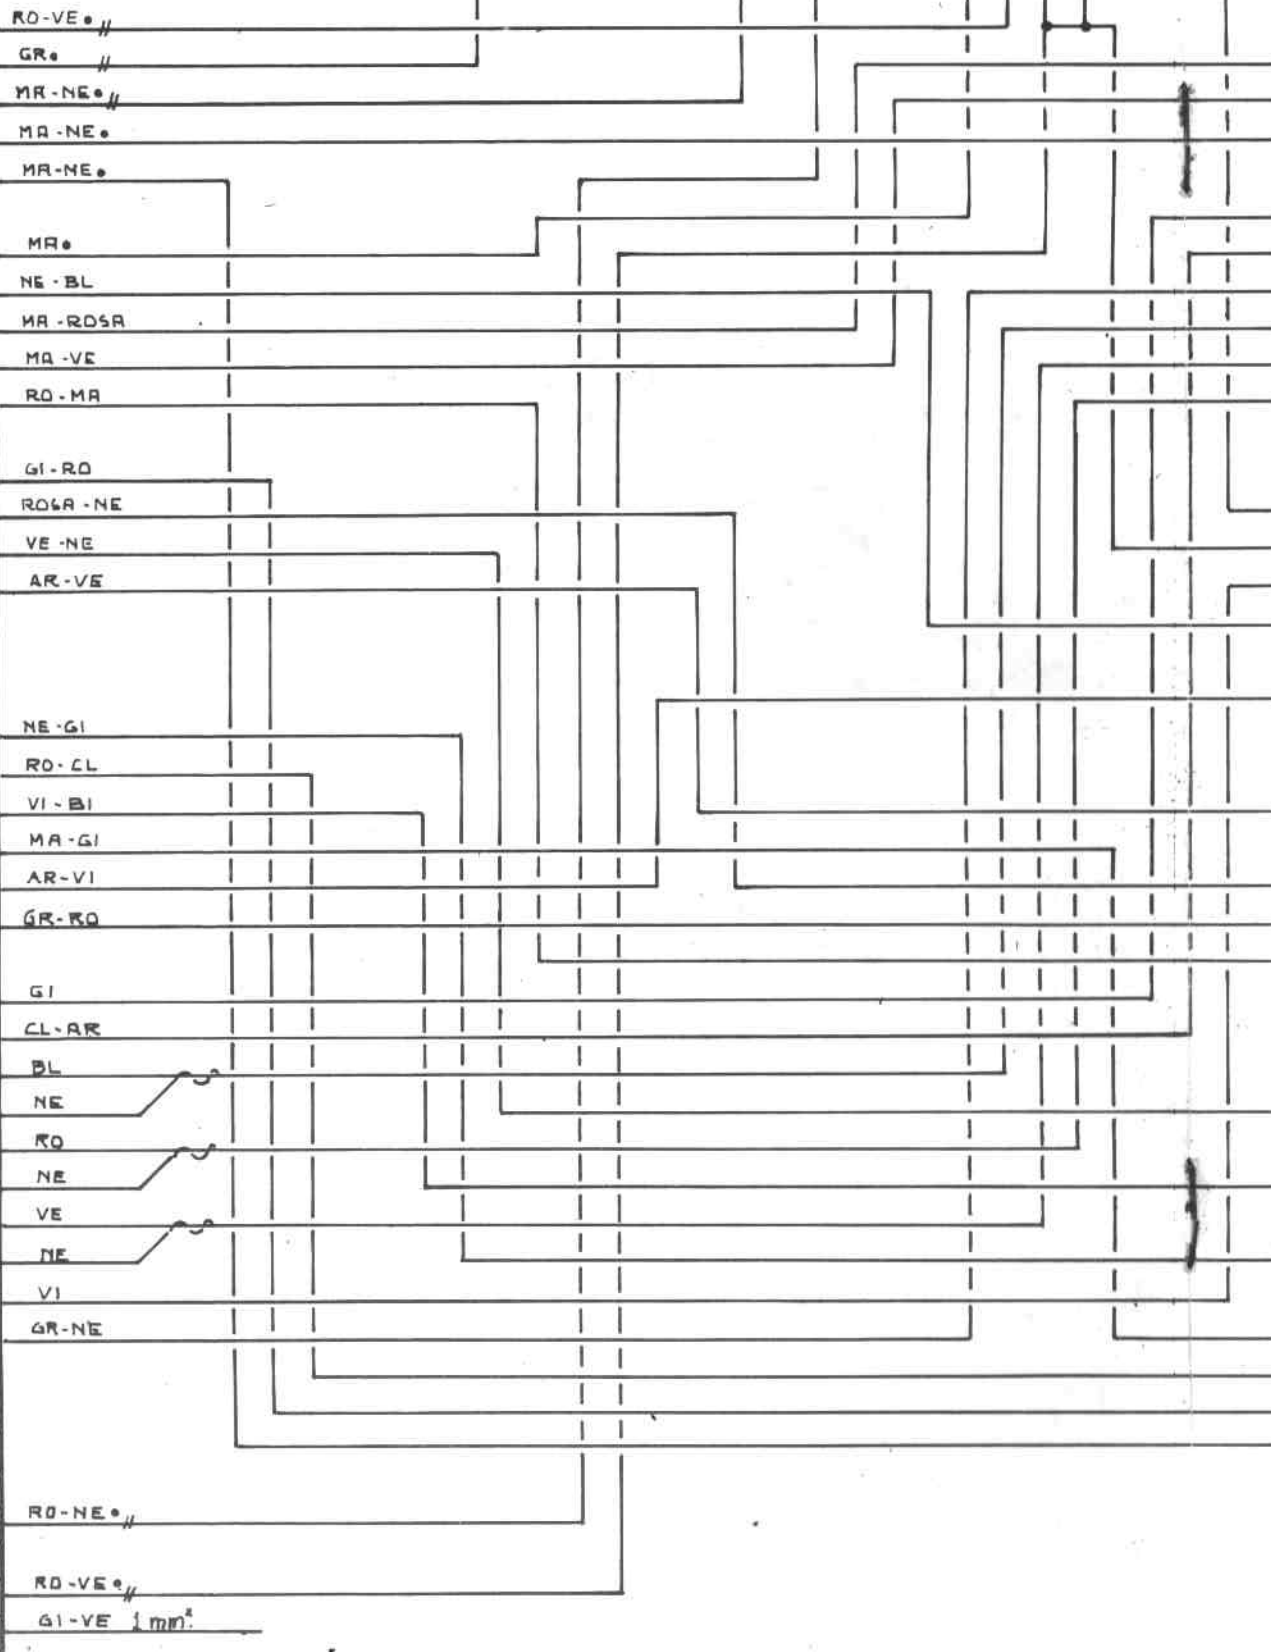 RO-VE•
GR•
MA-NE•
MA-NE•
MA-NE•
MA•
NE-BL
MA-ROSA
MA-VE
RO-MA
GI-RO
ROSA-NE
VE-NE
AR-VE
NE-GI
RO-CL
VI-BI
MA-GI
AR-VI
GR-RO
GI
CL-AR
BL
NE
RO
NE
VE
NE
VI
GR-NE
RO-NE•
RO-VE•
GI-VE 1 mm²